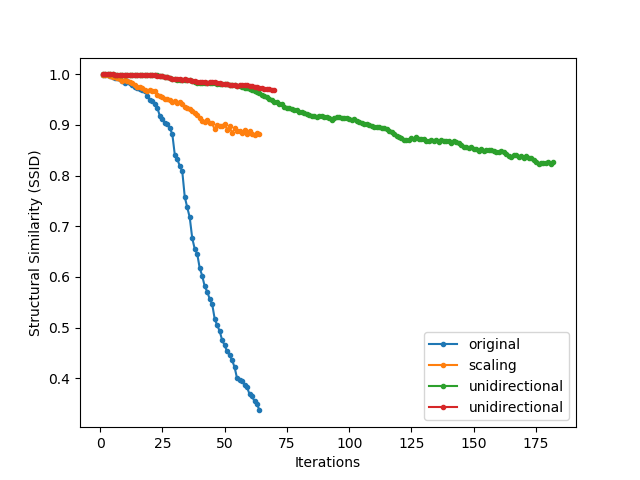 1.0
0.9
0.8
0.7
0.6
0.5
0.4
Structural Similarity (SSID)
original
scaling
unidirectional
unidirectional
0 25 50 75 100 125 150 175
Iterations